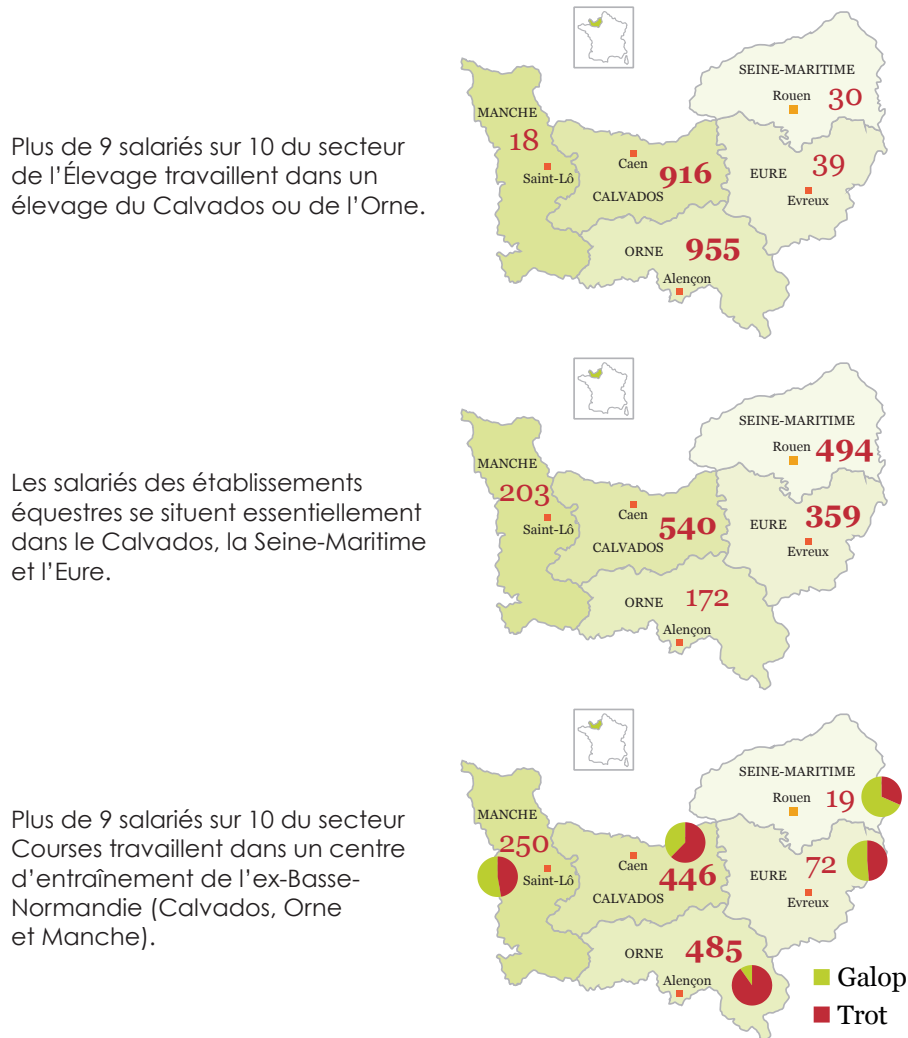 Plus de 9 salariés sur 10 du secteur
de l’Élevage travaillent dans un
élevage du Calvados ou de l’Orne.
SEINE-MARITIME
Rouen 30
MANCHE
18
Saint-Lô
Caen
916
CALVADOS
EURE 39
Evreux
ORNE 955
Alençon
Les salariés des établissements
équestres se situent essentiellement
dans le Calvados, la Seine-Maritime
et l’Eure.
SEINE-MARITIME
Rouen 494
MANCHE
203
Saint-Lô
Caen
540
CALVADOS
EURE 359
Evreux
ORNE 172
Alençon
Plus de 9 salariés sur 10 du secteur
Courses travaillent dans un centre
d’entraînement de l’ex-Basse-
Normandie (Calvados, Orne
et Manche).
SEINE-MARITIME
Rouen 19
MANCHE
250
Saint-Lô
Caen
446
CALVADOS
EURE 72
Evreux
ORNE 485
Alençon
Galop
Trot